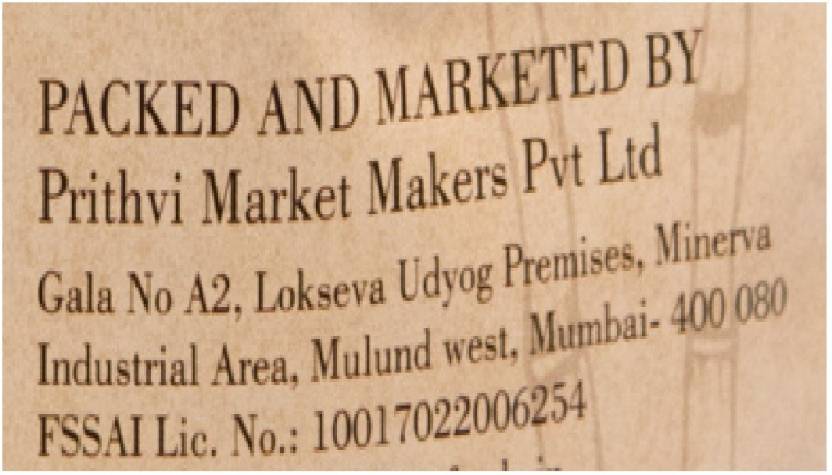 PACKED AND MARKETED BY
Prithvi Market Makers Pvt Ltd
Gala No A2, Lokseva Udyog Premises, Minerva
Industrial Area, Mulund west, Mumbai- 400 080
FSSAI Lic. No.: 10017022006254